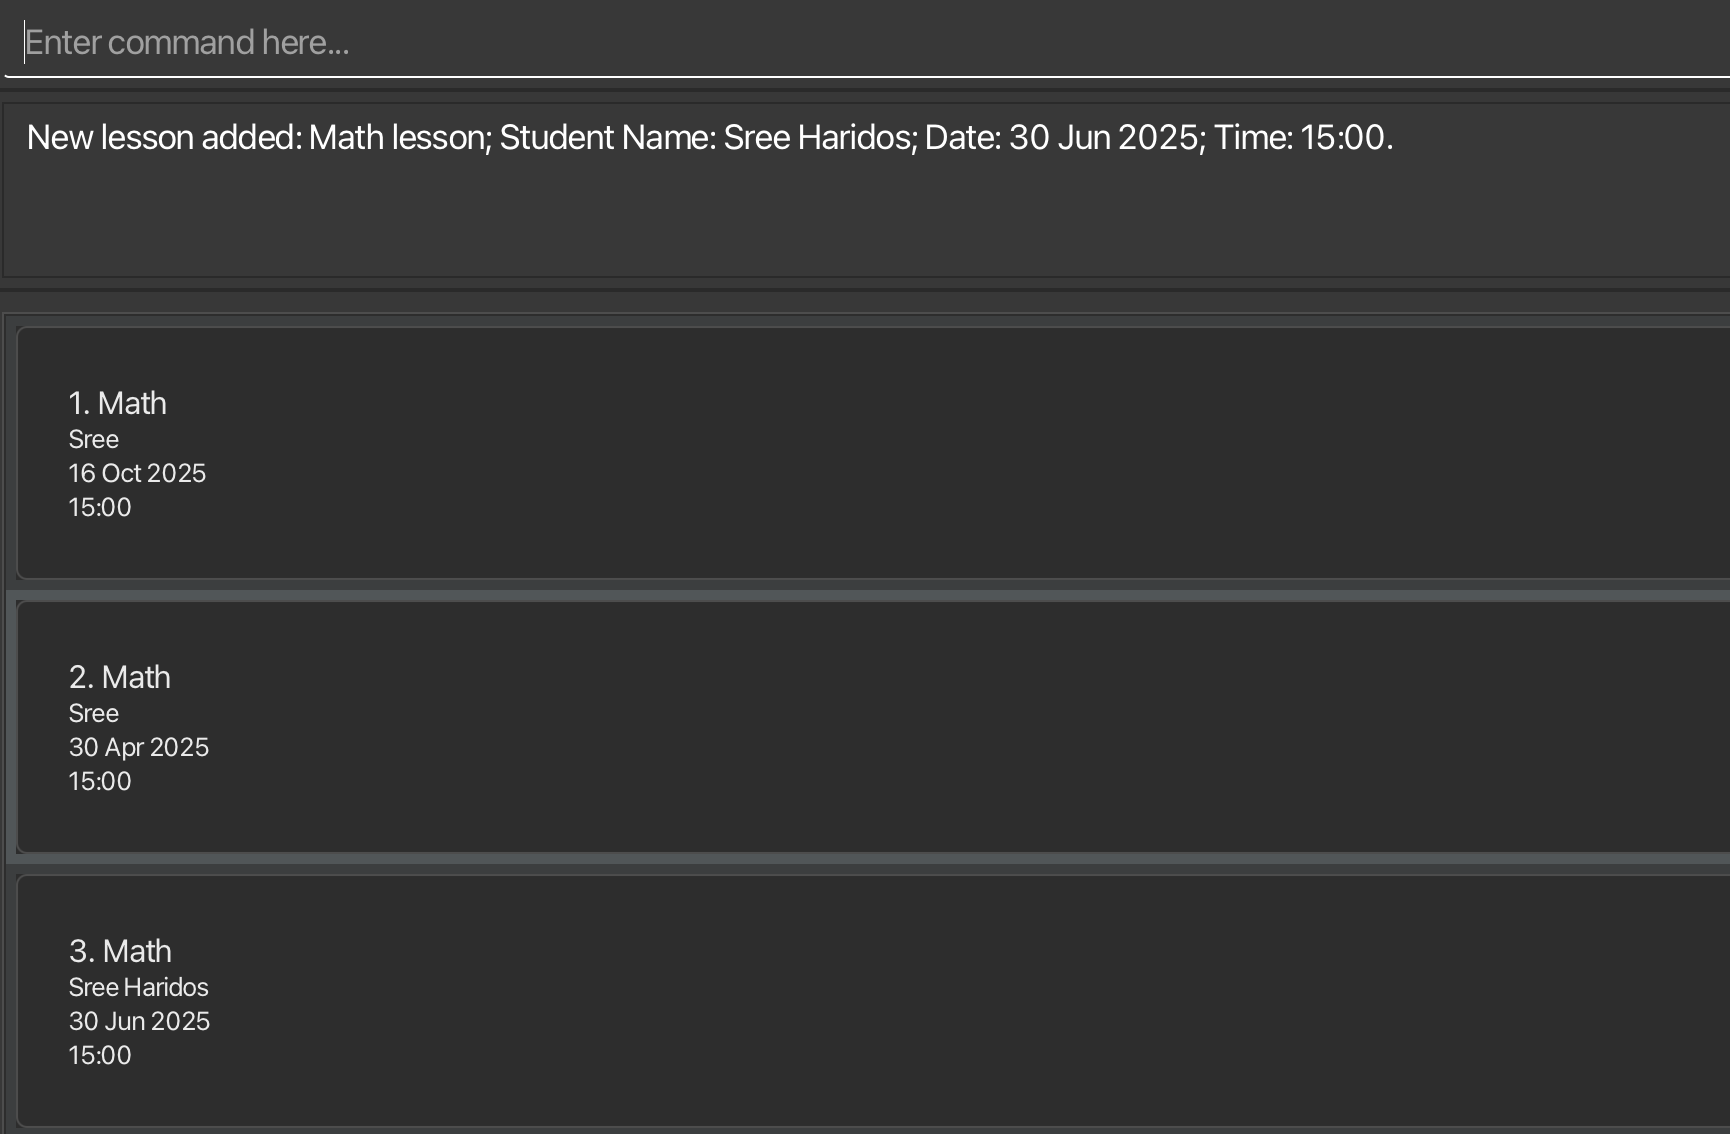 Enter command here...
New lesson added: Math lesson; Student Name: Sree Haridos; Date: 30 Jun 2025; Time: 15:00.
1. Math
Sree
16 Oct 2025
15:00
2. Math
Sree
30 Apr 2025
15:00
3. Math
Sree Haridos
30 Jun 2025
15:00